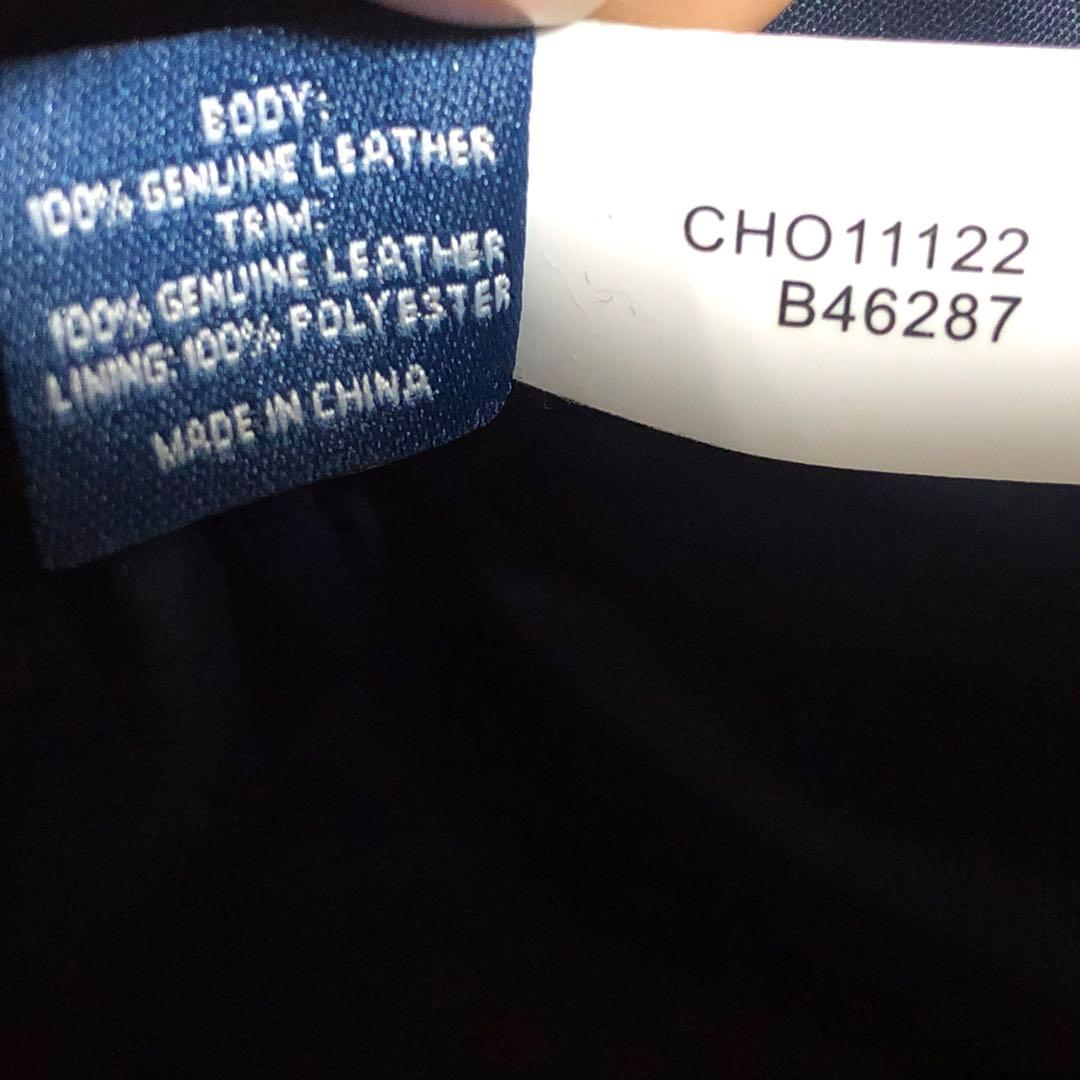 BODY:
100% GENUINE LEATHER
TRIM:
100% GENUINE LEATHER
LINING: 100% POLYESTER
MADE IN CHINA
CHO11122
B46287